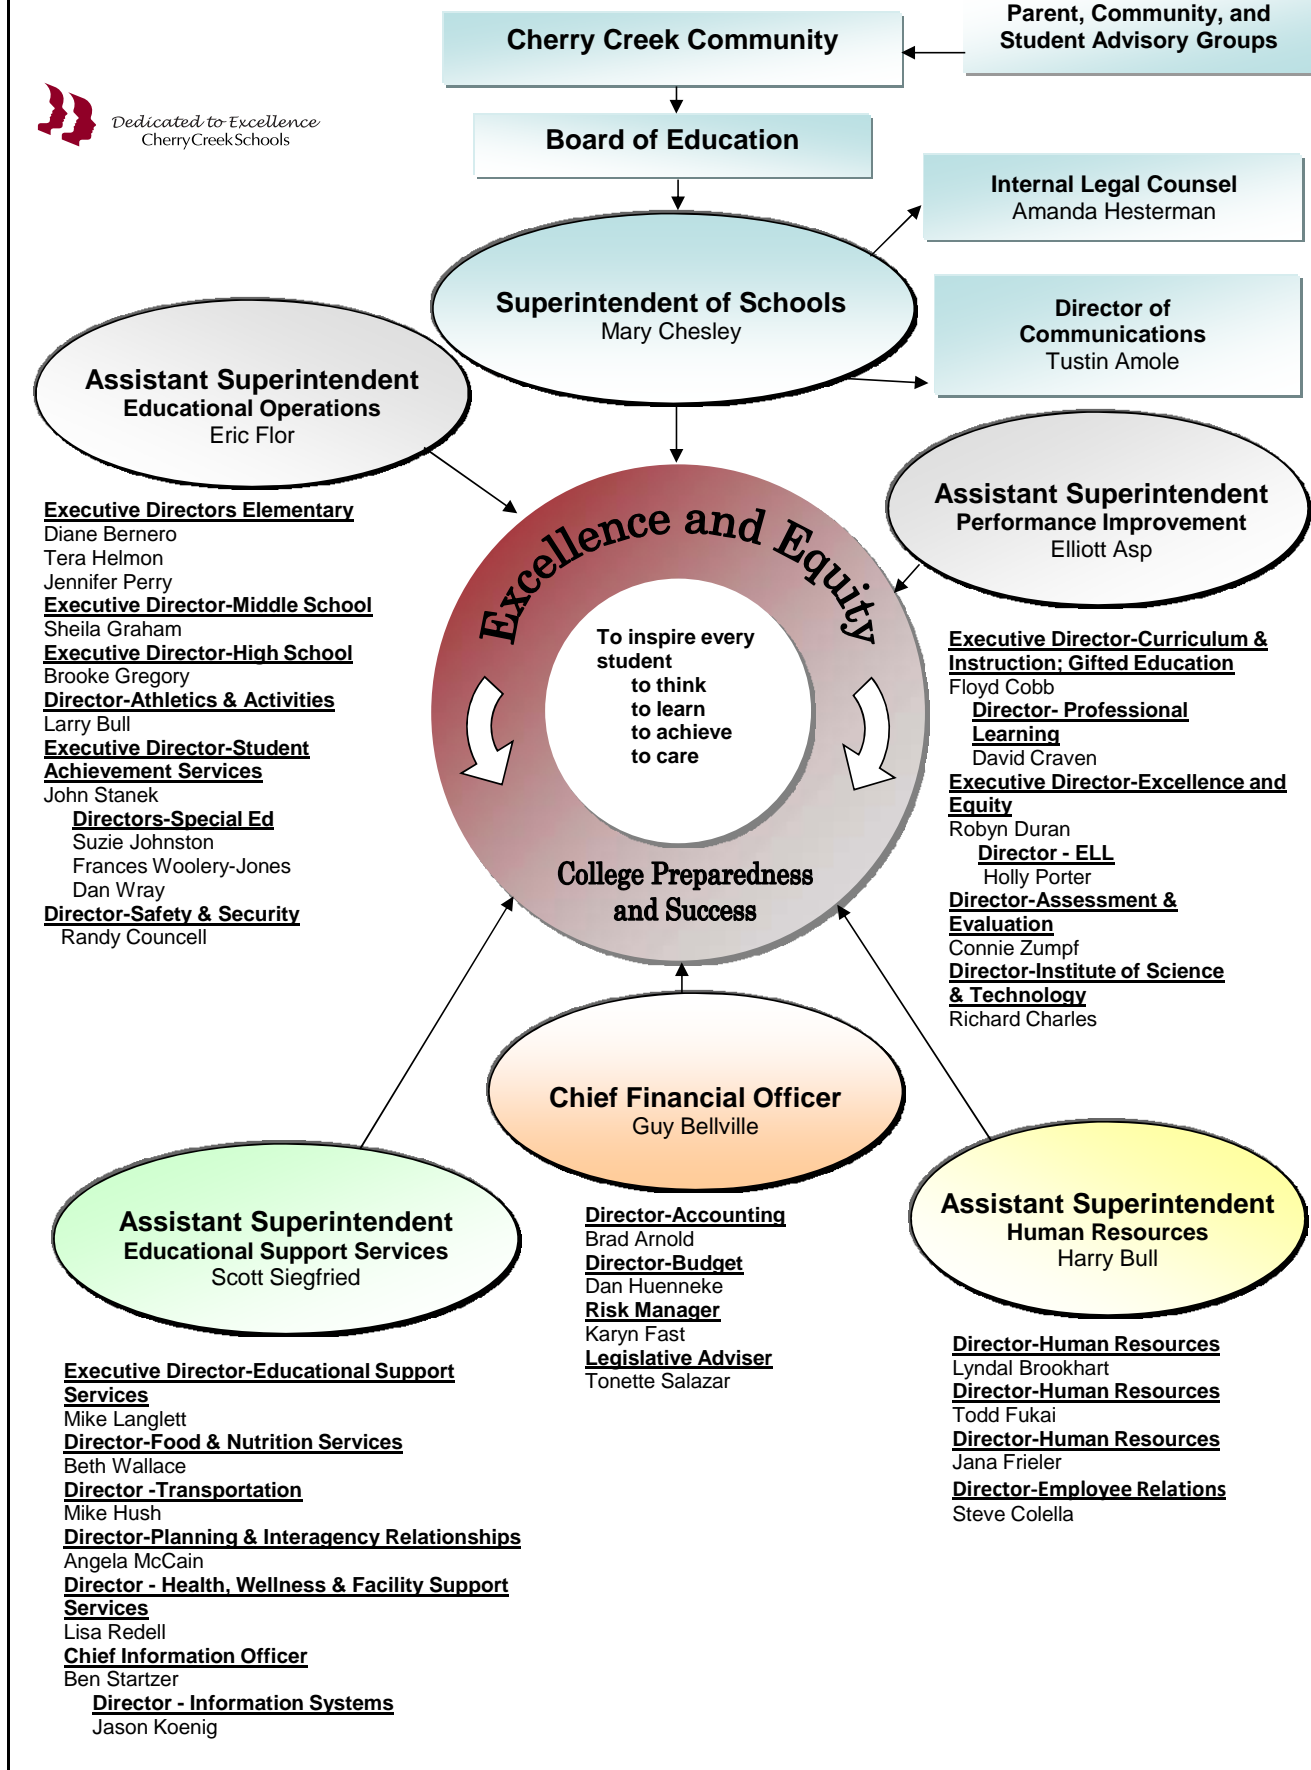 Parent, Community, and
Student Advisory Groups
Cherry Creek Community
Dedicated to Excellence
CherryCreekSchools
Board of Education
Internal Legal Counsel
Amanda Hesterman
Superintendent of Schools
Mary Chesley
Director of
Communications
Tustin Amole
Assistant Superintendent
Educational Operations
Eric Flor
Executive Directors Elementary
Diane Bernero
Tera Helmon
Jennifer Perry
Executive Director-Middle School
Sheila Graham
Executive Director-High School
Brooke Gregory
Director-Athletics & Activities
Larry Bull
Executive Director-Student
Achievement Services
John Stanek
Directors-Special Ed
Suzie Johnston
Frances Woolery-Jones
Dan Wray
Director-Safety & Security
Randy Councell
Excellence and Equity
To inspire every
student
to think
to learn
to achieve
to care
College Preparedness
and Success
Assistant Superintendent
Performance Improvement
Elliott Asp
Executive Director-Curriculum &
Instruction; Gifted Education
Floyd Cobb
Director- Professional
Learning
David Craven
Executive Director-Excellence and
Equity
Robyn Duran
Director - ELL
Holly Porter
Director-Assessment &
Evaluation
Connie Zumpf
Director-Institute of Science
& Technology
Richard Charles
Assistant Superintendent
Educational Support Services
Scott Siegfried
Executive Director-Educational Support
Services
Mike Langlett
Director-Food & Nutrition Services
Beth Wallace
Director -Transportation
Mike Hush
Director-Planning & Interagency Relationships
Angela McCain
Director - Health, Wellness & Facility Support
Services
Lisa Redell
Chief Information Officer
Ben Startzer
Director - Information Systems
Jason Koenig
Chief Financial Officer
Guy Bellville
Director-Accounting
Brad Arnold
Director-Budget
Dan Huenneke
Risk Manager
Karyn Fast
Legislative Adviser
Tonette Salazar
Assistant Superintendent
Human Resources
Harry Bull
Director-Human Resources
Lyndal Brookhart
Director-Human Resources
Todd Fukai
Director-Human Resources
Jana Frieler
Director-Employee Relations
Steve Colella